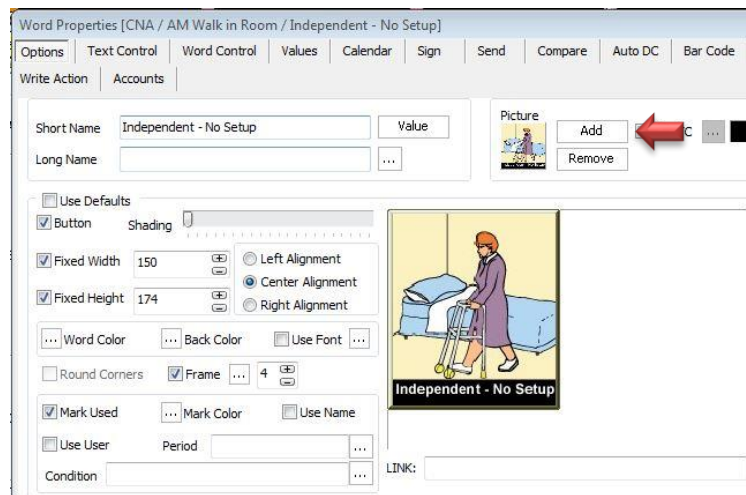 Word Properties [CNA / AM Walk in Room / Independent - No Setup]
Options Text Control Word Control Values Calendar Sign Send Compare Auto DC Bar Code
Write Action Accounts
Short Name Independent - No Setup Value
Long Name ...
Picture
Add C ...
Remove
Use Defaults
Button Shading
Fixed Width 150
Fixed Height 174
Left Alignment
Center Alignment
Right Alignment
... Word Color ... Back Color Use Font ...
Round Corners Frame ... 4
Mark Used ... Mark Color Use Name
Use User Period ...
Condition ...
Independent - No Setup
LINK: